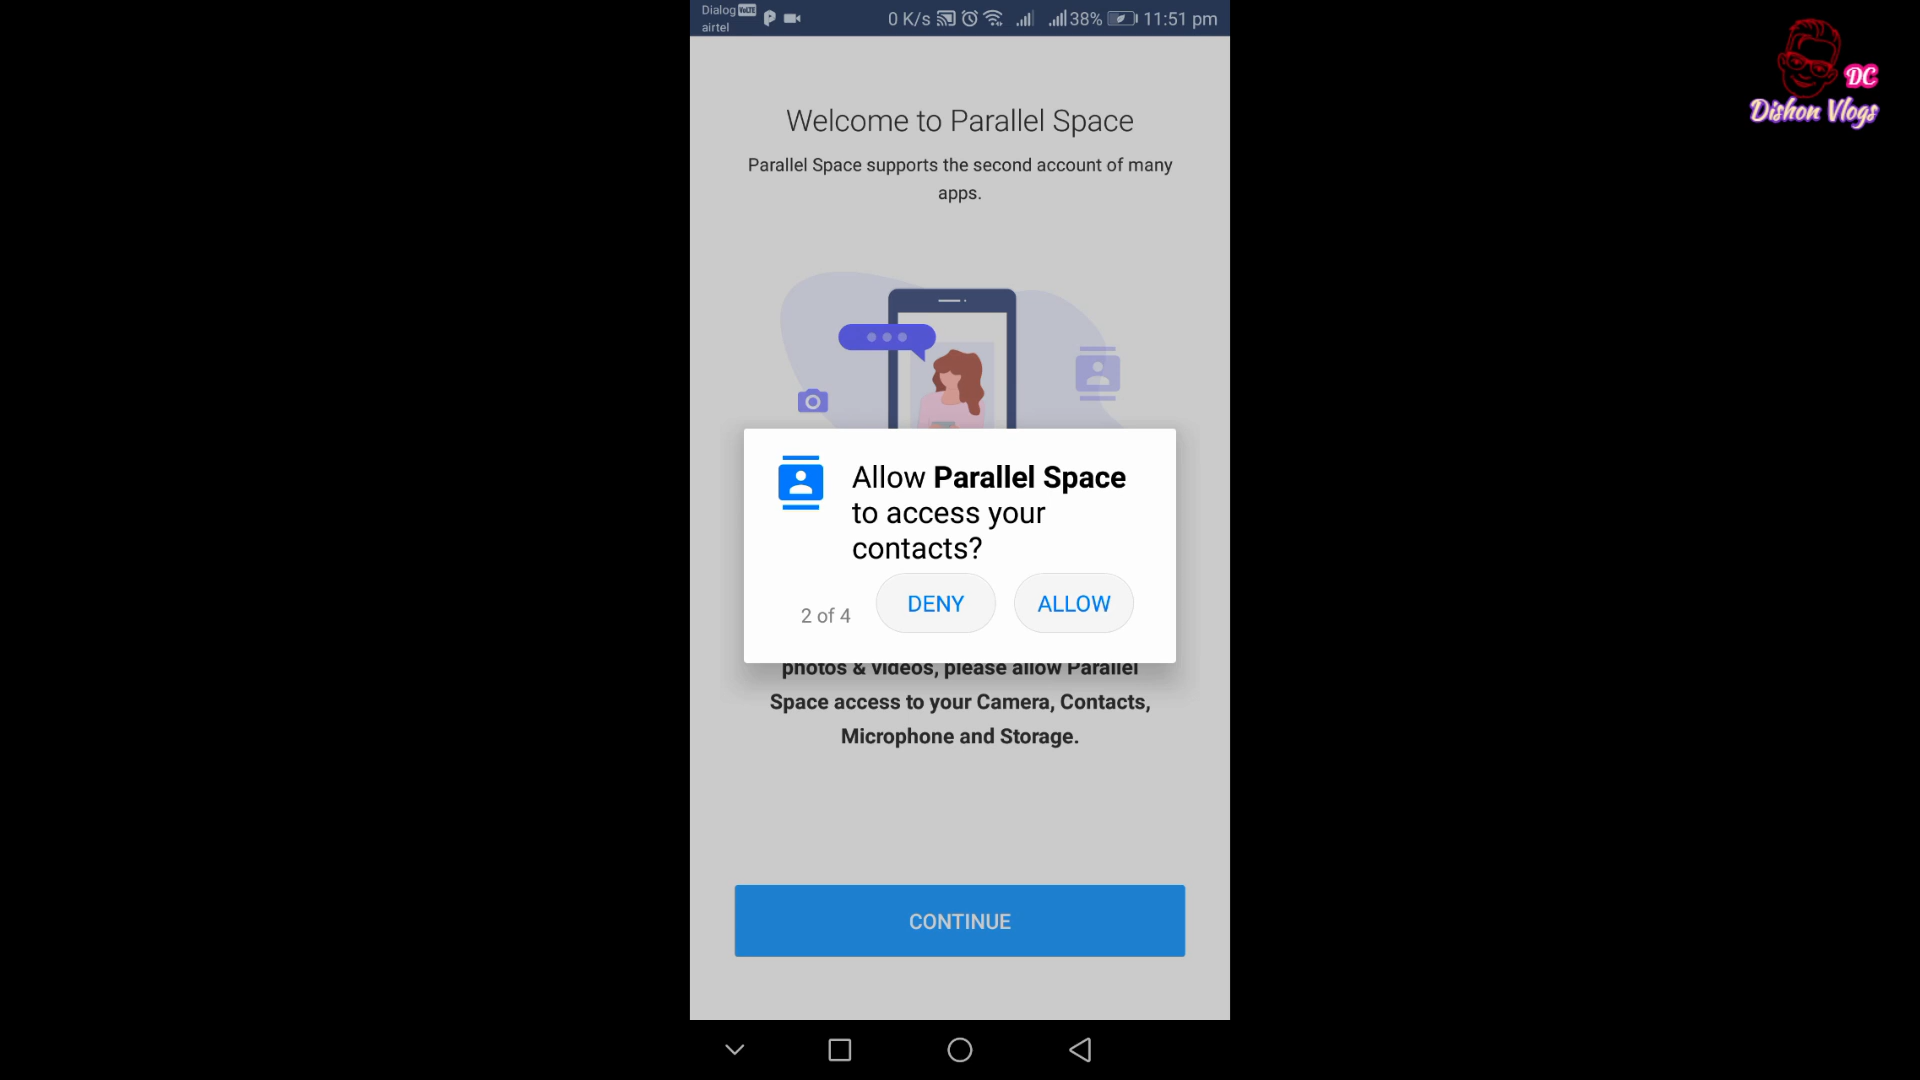 Dialog VoLTE
airtel
0 K/s
38%
11:51 pm
DC
Dishon Vlogs
Welcome to Parallel Space
Parallel Space supports the second account of many
apps.
Allow Parallel Space
to access your
contacts?
2 of 4
DENY
ALLOW
photos & videos, please allow Parallel
Space access to your Camera, Contacts,
Microphone and Storage.
CONTINUE